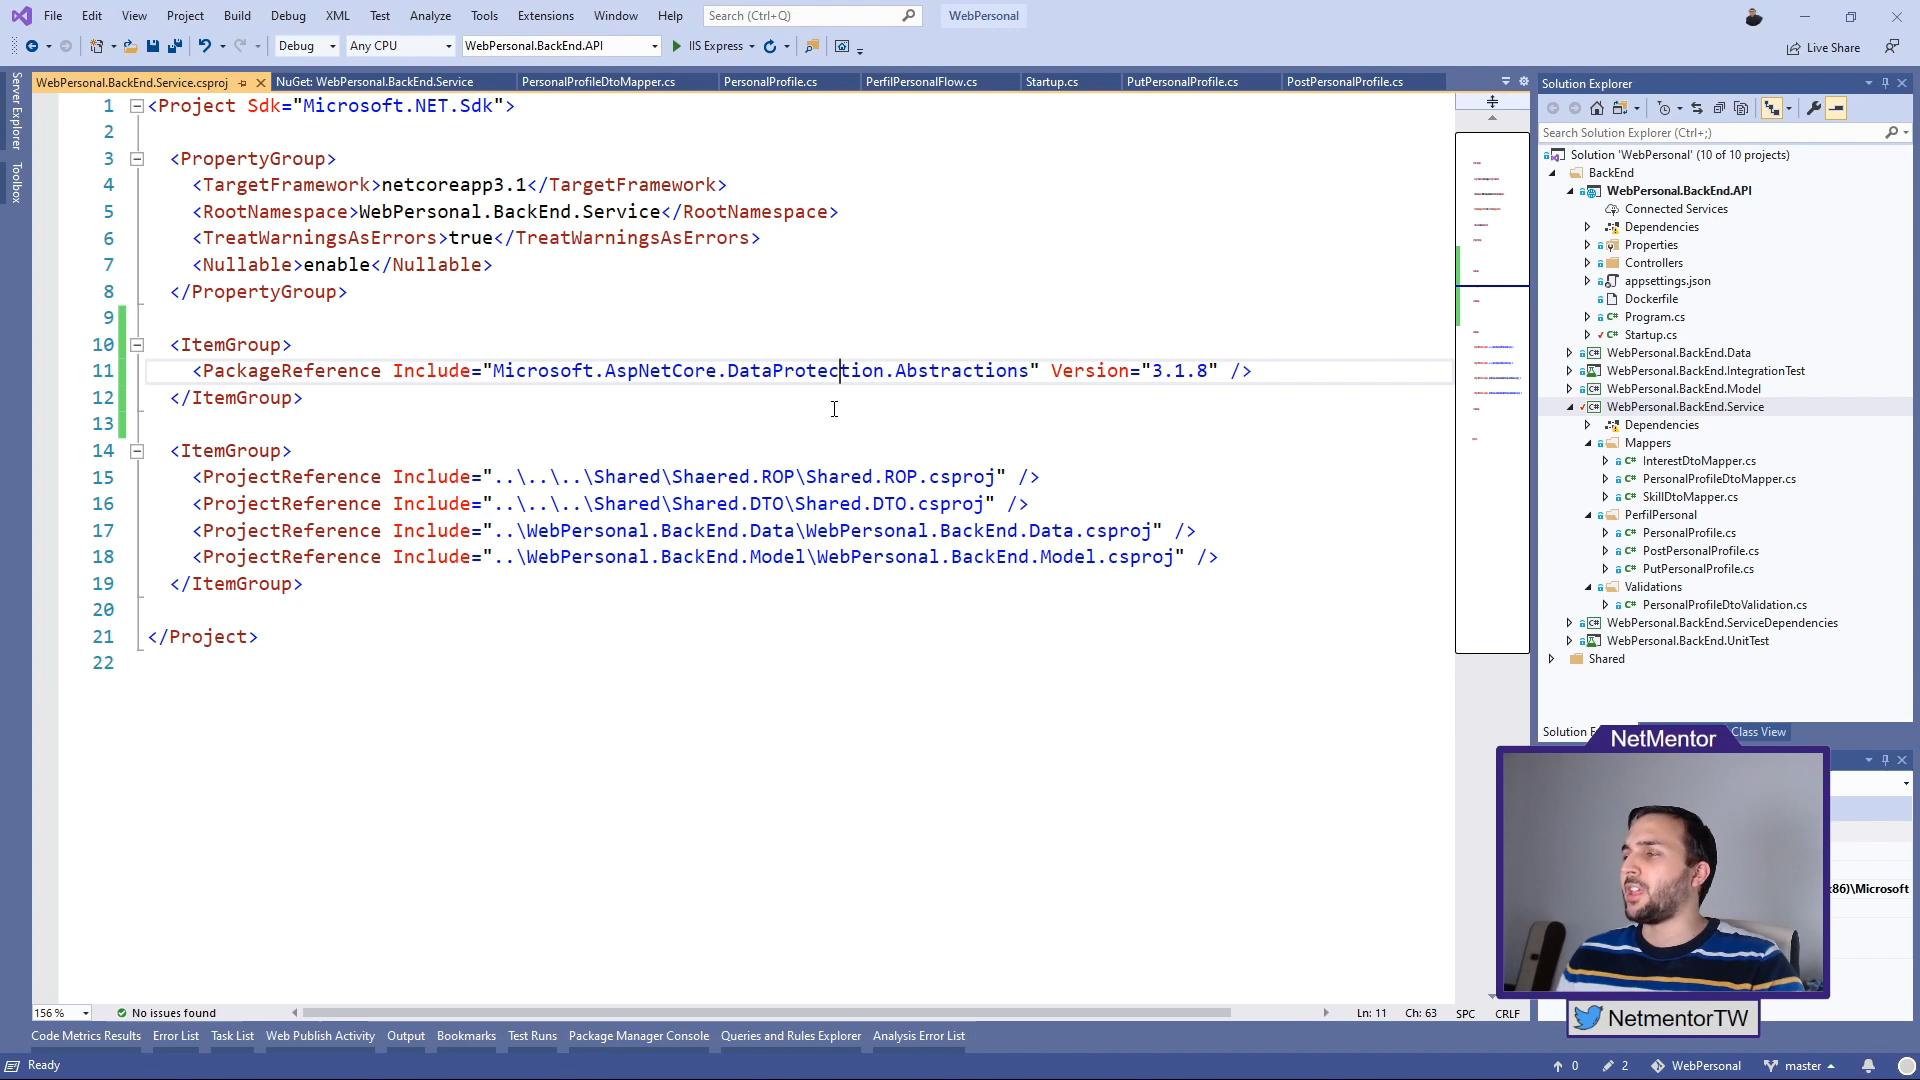 File Edit View Project Build Debug XML Test Analyze Tools Extensions Window Help Search (Ctrl+Q) WebPersonal
Debug Any CPU WebPersonal.BackEnd.API IIS Express Live Share
WebPersonal.BackEnd.Service.csproj NuGet: WebPersonal.BackEnd.Service PersonalProfileDtoMapper.cs PersonalProfile.cs PerfilPersonalFlow.cs Startup.cs PutPersonalProfile.cs PostPersonalProfile.cs
Server Explorer
Toolbox
1 <Project Sdk="Microsoft.NET.Sdk">
2
3 <PropertyGroup>
4 <TargetFramework>netcoreapp3.1</TargetFramework>
5 <RootNamespace>WebPersonal.BackEnd.Service</RootNamespace>
6 <TreatWarningsAsErrors>true</TreatWarningsAsErrors>
7 <Nullable>enable</Nullable>
8 </PropertyGroup>
9
10 <ItemGroup>
11 <PackageReference Include="Microsoft.AspNetCore.DataProtection.Abstractions" Version="3.1.8" />
12 </ItemGroup>
13
14 <ItemGroup>
15 <ProjectReference Include="..\..\..\Shared\Shaered.ROP\Shared.ROP.csproj" />
16 <ProjectReference Include="..\..\..\Shared\Shared.DTO\Shared.DTO.csproj" />
17 <ProjectReference Include="..\WebPersonal.BackEnd.Data\WebPersonal.BackEnd.Data.csproj" />
18 <ProjectReference Include="..\WebPersonal.BackEnd.Model\WebPersonal.BackEnd.Model.csproj" />
19 </ItemGroup>
20
21 </Project>
22
Solution Explorer
Search Solution Explorer (Ctrl+;)
Solution 'WebPersonal' (10 of 10 projects)
BackEnd
WebPersonal.BackEnd.API
Connected Services
Dependencies
Properties
Controllers
appsettings.json
Dockerfile
Program.cs
Startup.cs
WebPersonal.BackEnd.Data
WebPersonal.BackEnd.IntegrationTest
WebPersonal.BackEnd.Model
WebPersonal.BackEnd.Service
Dependencies
Mappers
InterestDtoMapper.cs
PersonalProfileDtoMapper.cs
SkillDtoMapper.cs
PerfilPersonal
PersonalProfile.cs
PostPersonalProfile.cs
PutPersonalProfile.cs
Validations
PersonalProfileDtoValidation.cs
WebPersonal.BackEnd.ServiceDependencies
WebPersonal.BackEnd.UnitTest
Shared
Solution E Class View
NetMentor
86)\Microsoft
NetmentorTW
156 % No issues found Ln: 11 Ch: 63 SPC CRLF
Code Metrics Results Error List Task List Web Publish Activity Output Bookmarks Test Runs Package Manager Console Queries and Rules Explorer Analysis Error List
Ready 0 2 WebPersonal master